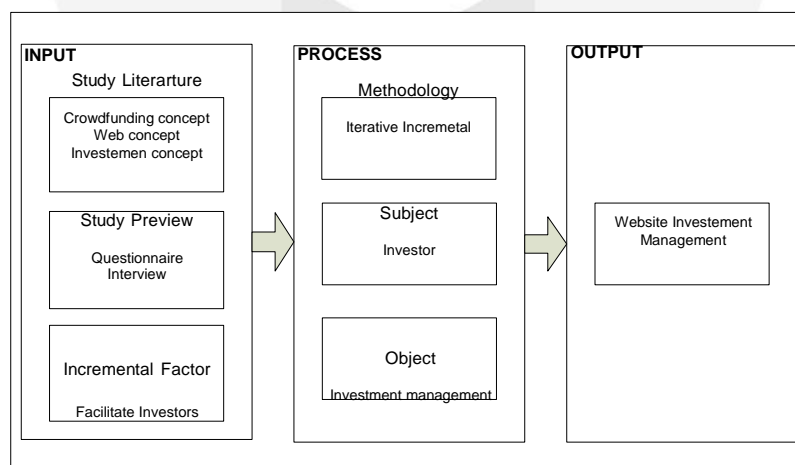 INPUT
Study Literarture
Crowdfunding concept
Web concept
Investemen concept
Study Preview
Questionnaire
Interview
Incremental Factor
Facilitate Investors
PROCESS
Methodology
Iterative Incremetal
Subject
Investor
Object
Investment management
OUTPUT
Website Investement
Management